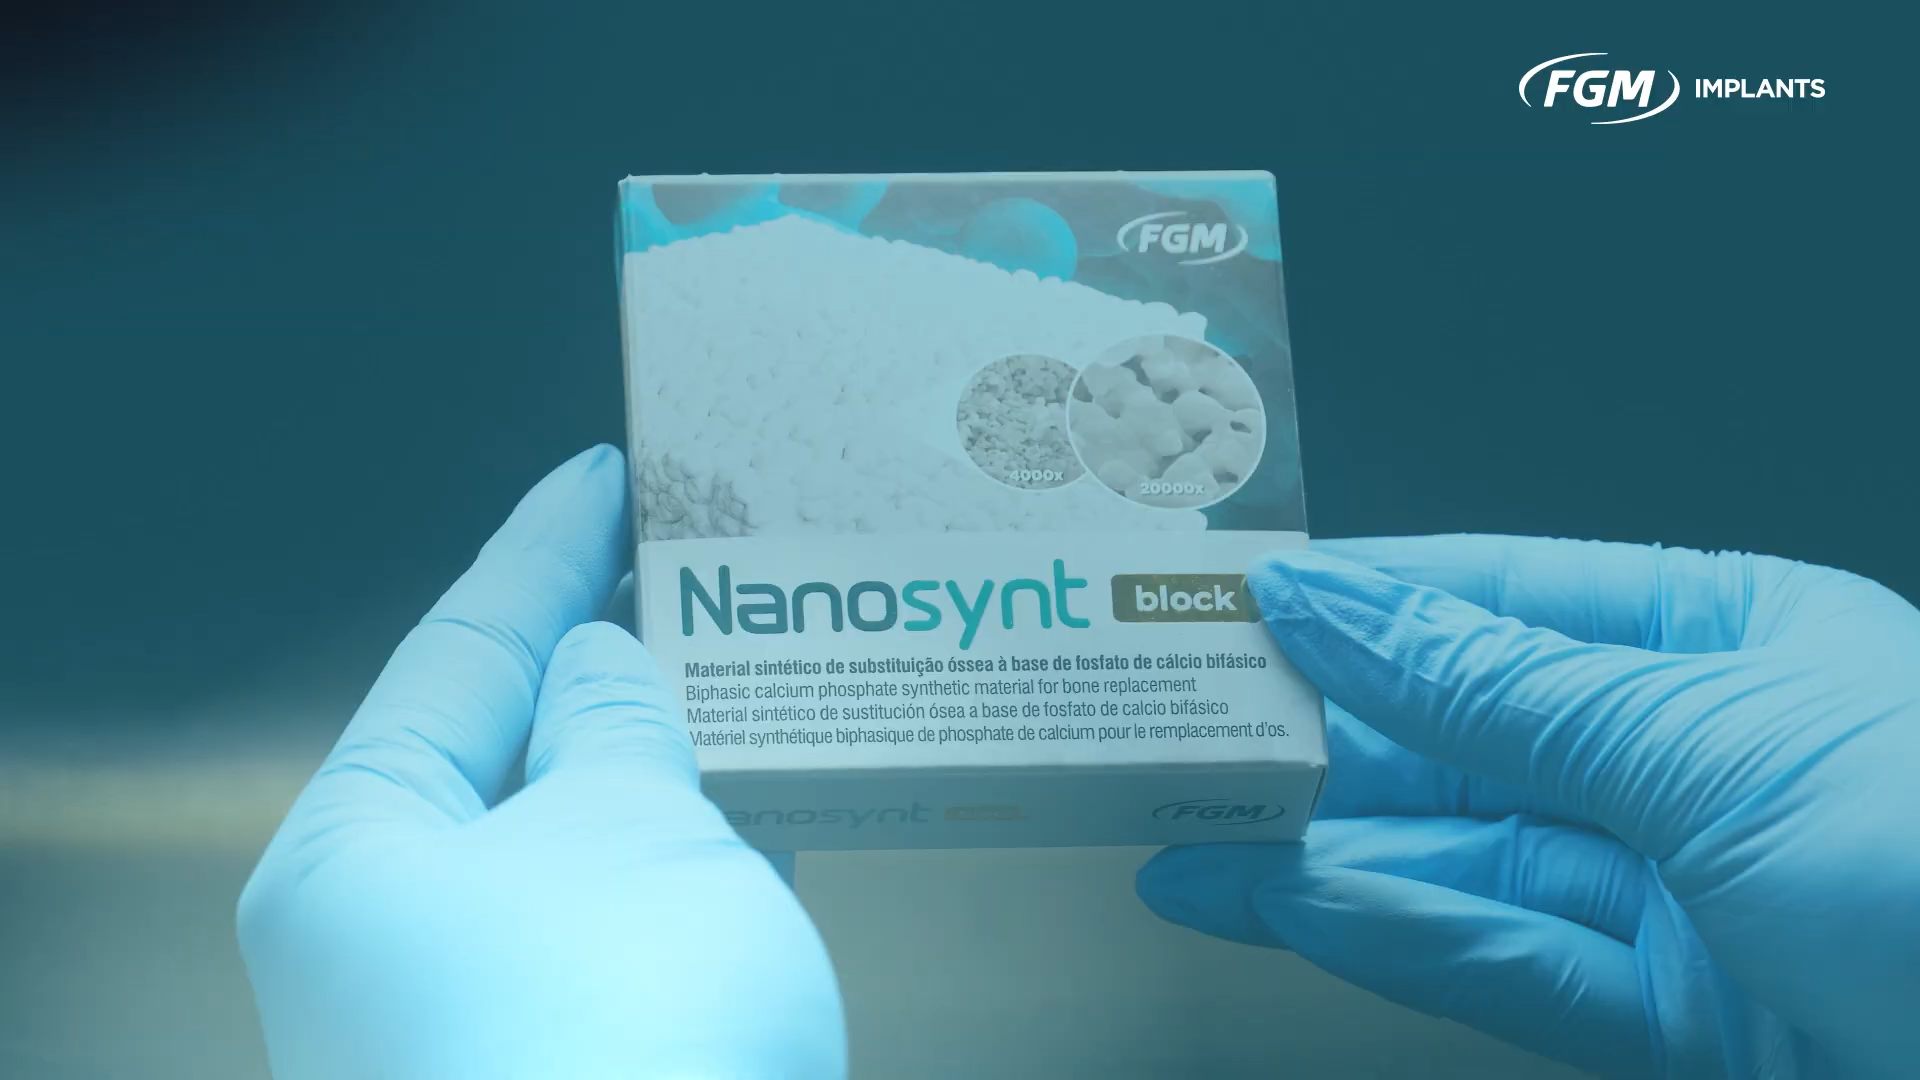 FGM IMPLANTS
FGM
4000x
20000x
Nanosynt block
Material sintético de substituição óssea à base de fosfato de cálcio bifásico
Biphasic calcium phosphate synthetic material for bone replacement
Material sintético de sustitución ósea a base de fosfato de calcio bifásico
Matériel synthétique biphasique de phosphate de calcium pour le remplacement d'os.
anosynt block
FGM